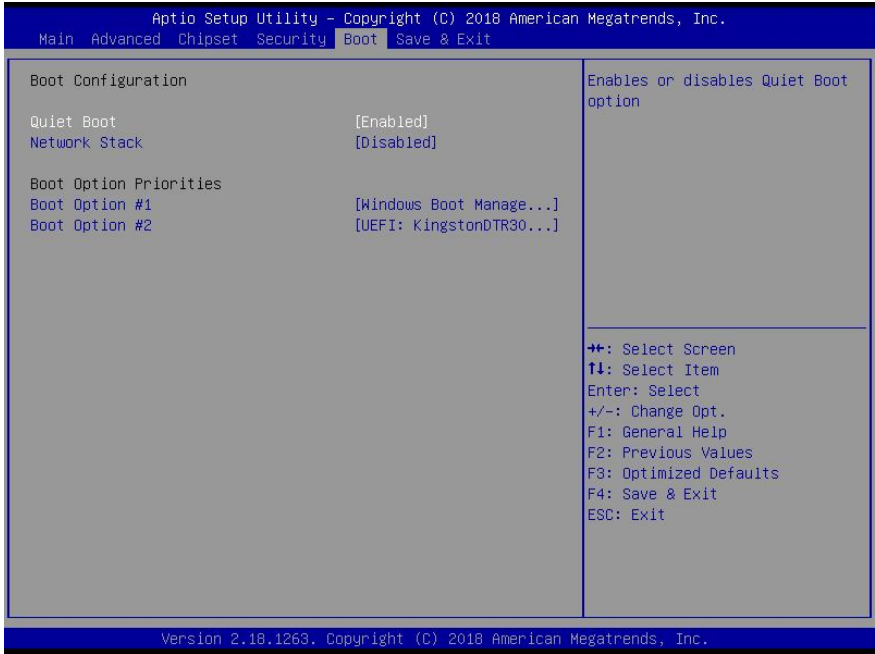 Aptio Setup Utility – Copyright (C) 2018 American Megatrends, Inc.
Main Advanced Chipset Security Boot Save & Exit
Boot Configuration
Quiet Boot [Enabled]
Network Stack [Disabled]
Boot Option Priorities
Boot Option #1 [Windows Boot Manage...]
Boot Option #2 [UEFI: KingstonDTR30...]
Enables or disables Quiet Boot
option
→←: Select Screen
↑↓: Select Item
Enter: Select
+/-: Change Opt.
F1: General Help
F2: Previous Values
F3: Optimized Defaults
F4: Save & Exit
ESC: Exit
Version 2.18.1263. Copyright (C) 2018 American Megatrends, Inc.